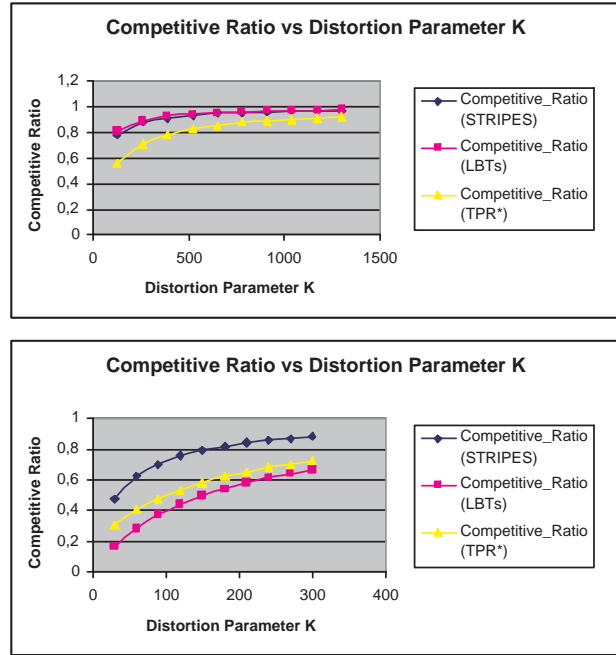 Competitive Ratio vs Distortion Parameter K
Competitive Ratio
1,2
1
0,8
0,6
0,4
0,2
0
0
500
1000
1500
Distortion Parameter K
Competitive_Ratio
(STRIPES)
Competitive_Ratio
(LBTs)
Competitive_Ratio
(TPR*)
Competitive Ratio vs Distortion Parameter K
Competitive Ratio
1
0,8
0,6
0,4
0,2
0
0
100
200
300
400
Distortion Parameter K
Competitive_Ratio
(STRIPES)
Competitive_Ratio
(LBTs)
Competitive_Ratio
(TPR*)